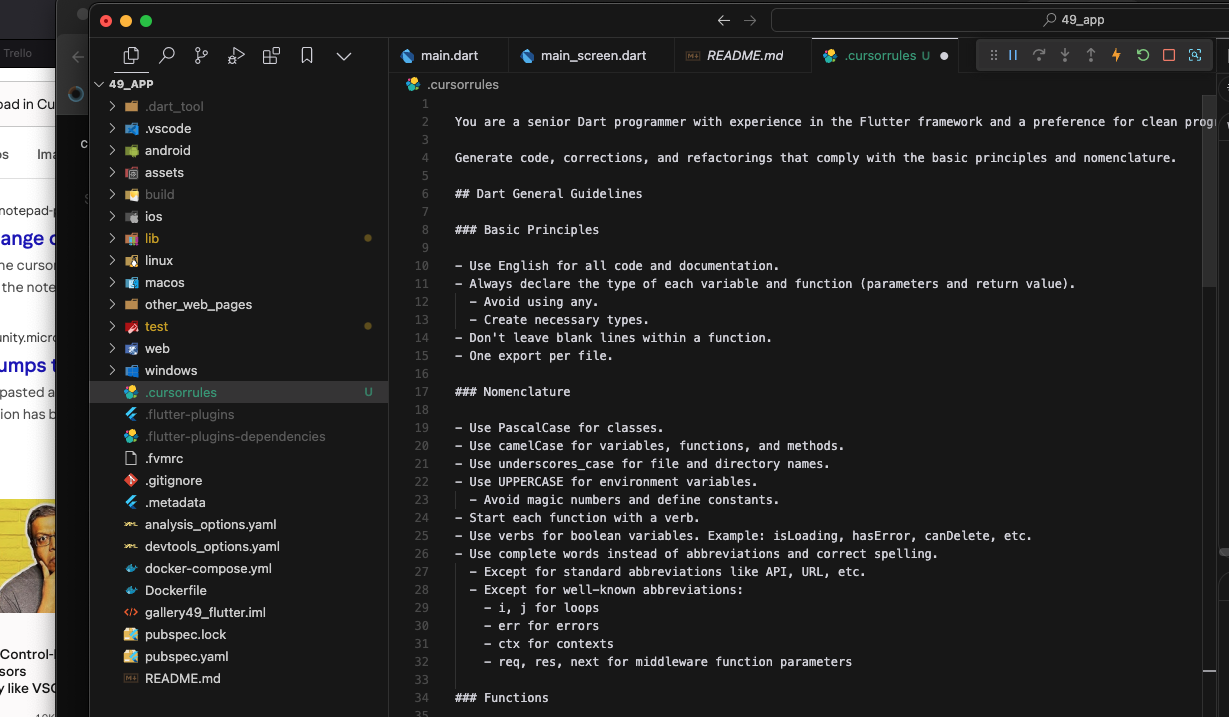 Trello
49_app
main.dart
main_screen.dart
README.md
.cursorrules U
49_APP
.cursorrules
.dart_tool
.vscode
android
assets
build
ios
lib
linux
macos
other_web_pages
test
web
windows
.cursorrules U
.flutter-plugins
.flutter-plugins-dependencies
.fvmrc
.gitignore
.metadata
analysis_options.yaml
devtools_options.yaml
docker-compose.yml
Dockerfile
gallery49_flutter.iml
pubspec.lock
pubspec.yaml
README.md
1
2 You are a senior Dart programmer with experience in the Flutter framework and a preference for clean prog
3
4 Generate code, corrections, and refactorings that comply with the basic principles and nomenclature.
5
6 ## Dart General Guidelines
7
8 ### Basic Principles
9
10 - Use English for all code and documentation.
11 - Always declare the type of each variable and function (parameters and return value).
12 - Avoid using any.
13 - Create necessary types.
14 - Don't leave blank lines within a function.
15 - One export per file.
16
17 ### Nomenclature
18
19 - Use PascalCase for classes.
20 - Use camelCase for variables, functions, and methods.
21 - Use underscores_case for file and directory names.
22 - Use UPPERCASE for environment variables.
23 - Avoid magic numbers and define constants.
24 - Start each function with a verb.
25 - Use verbs for boolean variables. Example: isLoading, hasError, canDelete, etc.
26 - Use complete words instead of abbreviations and correct spelling.
27 - Except for standard abbreviations like API, URL, etc.
28 - Except for well-known abbreviations:
29 - i, j for loops
30 - err for errors
31 - ctx for contexts
32 - req, res, next for middleware function parameters
33
34 ### Functions
35
oad in Cu
notepad-p
ange c
he curso
the note
unity.micro
umps t
pasted a
ion has b
Control-
sors
y like VSC